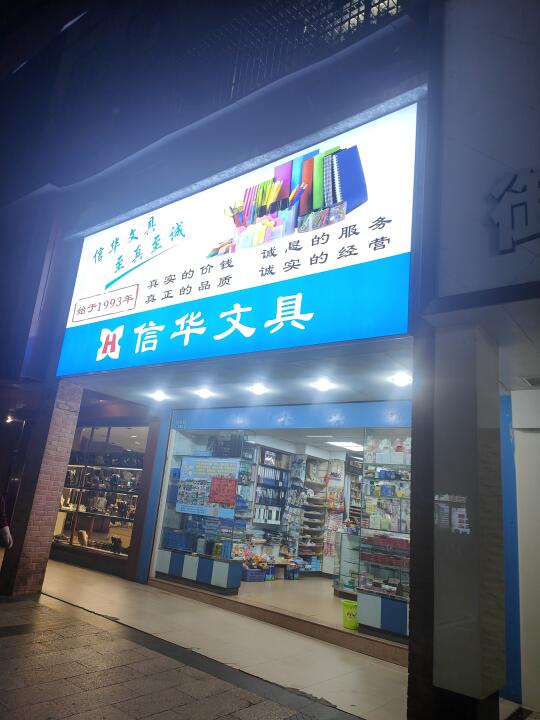 信华文具
至真至诚
始于1993年
真实的价钱 诚恳的服务
真正的品质 诚实的经营
H 信华文具